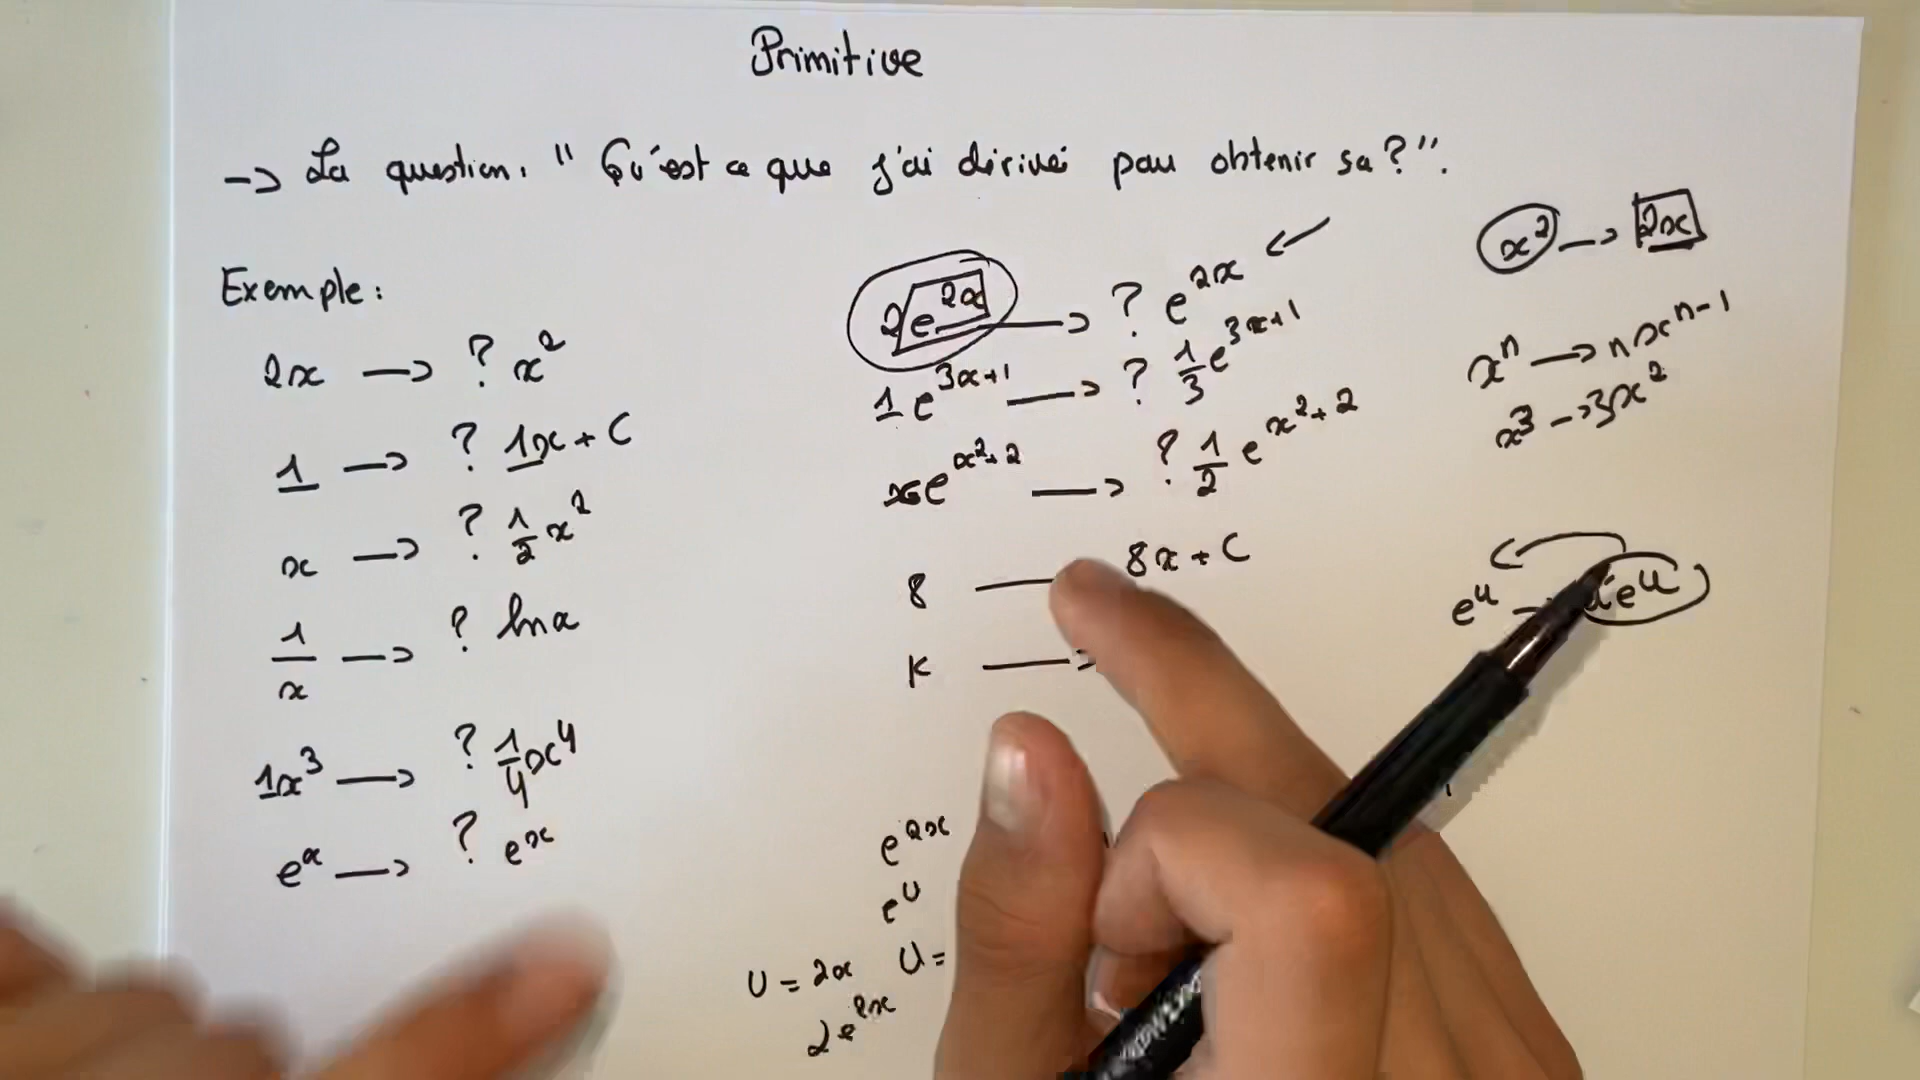 Primitive
-> La question. " Qu'est ce que j'ai dérivé pour obtenir sa ? ".
Exemple :
2x -> ? x²
1 -> ? 1x + C
x -> ? 1/2 x²
1/x -> ? ln x
1x³ -> ? 1/4 x⁴
eˣ -> ? eˣ
2e^2x -> ? e^2x <-
1e^3x+1 -> ? 1/3 e^3x+1
xe^x²+2 -> ? 1/2 e^x²+2
8 — 8x + C
K ->
e^2x
e^U
U = 2x U =
2e^2x
x² -> 2x
xⁿ -> nxⁿ⁻¹
x³ -> 3x²
e^u — e^u